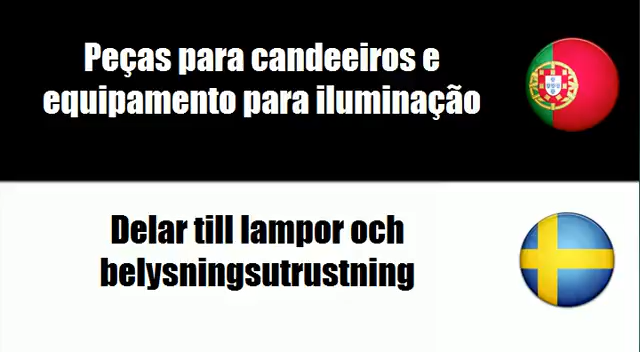 Peças para candeeiros e
equipamento para iluminação
Delar till lampor och
belysningsutrustning